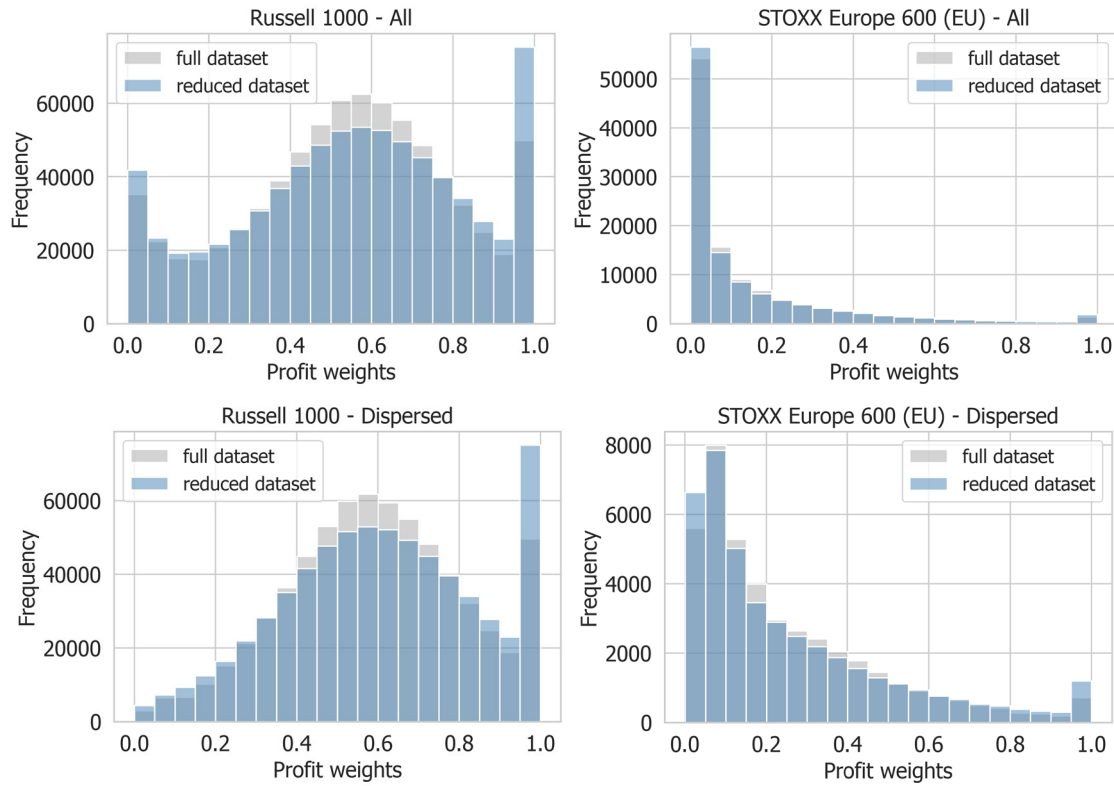 Russell 1000 - All
full dataset
reduced dataset
Frequency
60000
40000
20000
0
0.0 0.2 0.4 0.6 0.8 1.0
Profit weights
STOXX Europe 600 (EU) - All
full dataset
reduced dataset
Frequency
50000
40000
30000
20000
10000
0
0.0 0.2 0.4 0.6 0.8 1.0
Profit weights
Russell 1000 - Dispersed
full dataset
reduced dataset
Frequency
60000
40000
20000
0
0.0 0.2 0.4 0.6 0.8 1.0
Profit weights
STOXX Europe 600 (EU) - Dispersed
full dataset
reduced dataset
Frequency
8000
6000
4000
2000
0
0.0 0.2 0.4 0.6 0.8 1.0
Profit weights